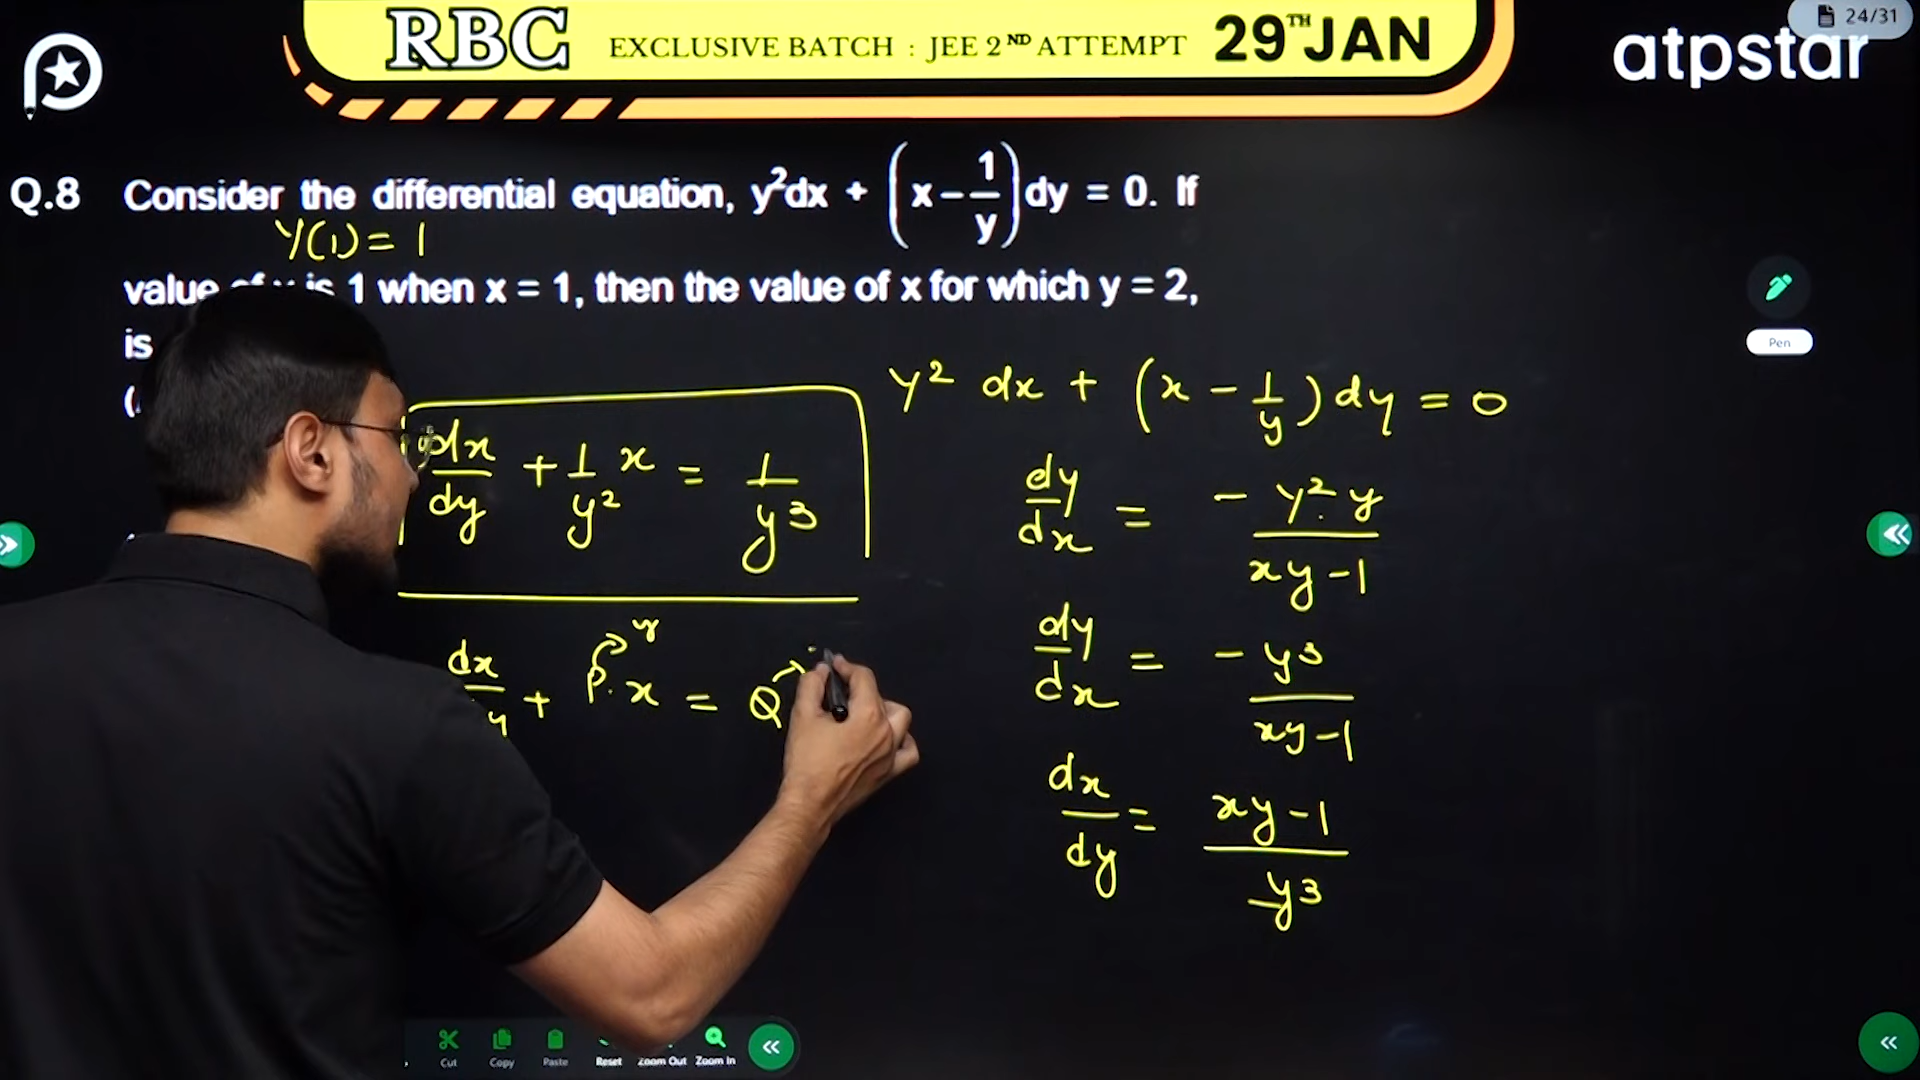 RBC EXCLUSIVE BATCH : JEE 2ND ATTEMPT 29TH JAN
24/31
atpstar
Q.8 Consider the differential equation, y²dx + (x - 1/y)dy = 0. If
Y(1) = 1
value is 1 when x = 1, then the value of x for which y = 2,
is
(
Pen
y² dx + (x - 1/y) dy = 0
dx/dy + 1/y² x = 1/y³
dy/dx = - y².y/(xy-1)
dx + P.x = Q
y
dy/dx = - y³/(xy-1)
dx/dy = (xy-1)/-y³
Cut Copy Paste Reset Zoom Out Zoom In